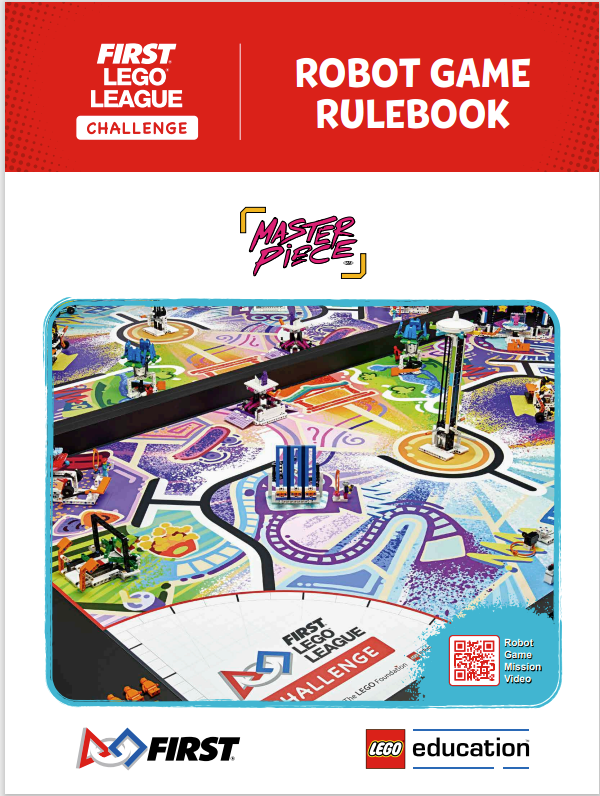 FIRST
LEGO
LEAGUE
CHALLENGE
ROBOT GAME
RULEBOOK
MASTER
PIECE
FIRST
LEGO
LEAGUE
CHALLENGE
The LEGO Foundation
Robot
Game
Mission
Video
FIRST®
LEGO education